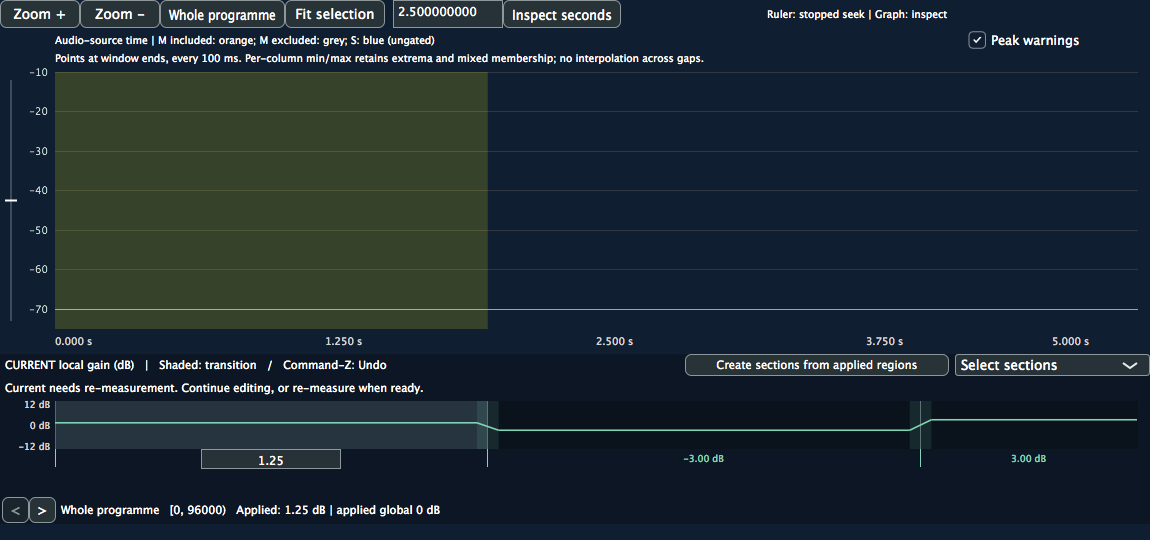 Zoom + Zoom − Whole programme Fit selection 2.500000000 Inspect seconds Ruler: stopped seek | Graph: inspect
Audio-source time | M included: orange; M excluded: grey; S: blue (ungated) Peak warnings
Points at window ends, every 100 ms. Per-column min/max retains extrema and mixed membership; no interpolation across gaps.
-10
-20
-30
-40
-50
-60
-70
0.000 s 1.250 s 2.500 s 3.750 s 5.000 s
CURRENT local gain (dB) | Shaded: transition / Command-Z: Undo Create sections from applied regions Select sections
Current needs re-measurement. Continue editing, or re-measure when ready.
12 dB
0 dB
-12 dB
1.25 -3.00 dB 3.00 dB
< > Whole programme [0, 96000) Applied: 1.25 dB | applied global 0 dB